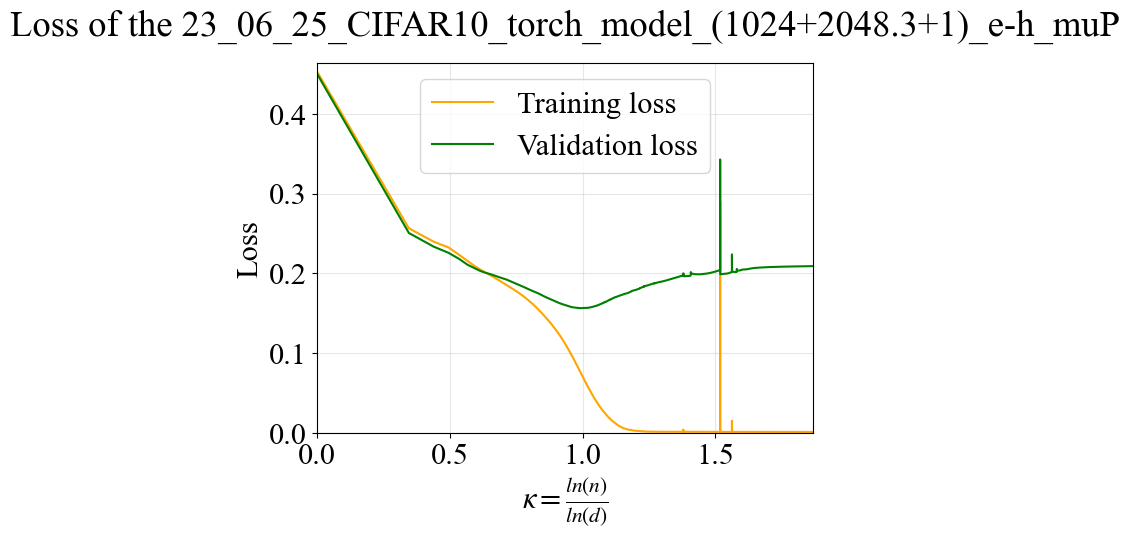 Loss of the 23_06_25_CIFAR10_torch_model_(1024+2048.3+1)_e-h_muP
Training loss
Validation loss
Loss
0.4
0.3
0.2
0.1
0.0
0.0 0.5 1.0 1.5
κ = ln(n)/ln(d)